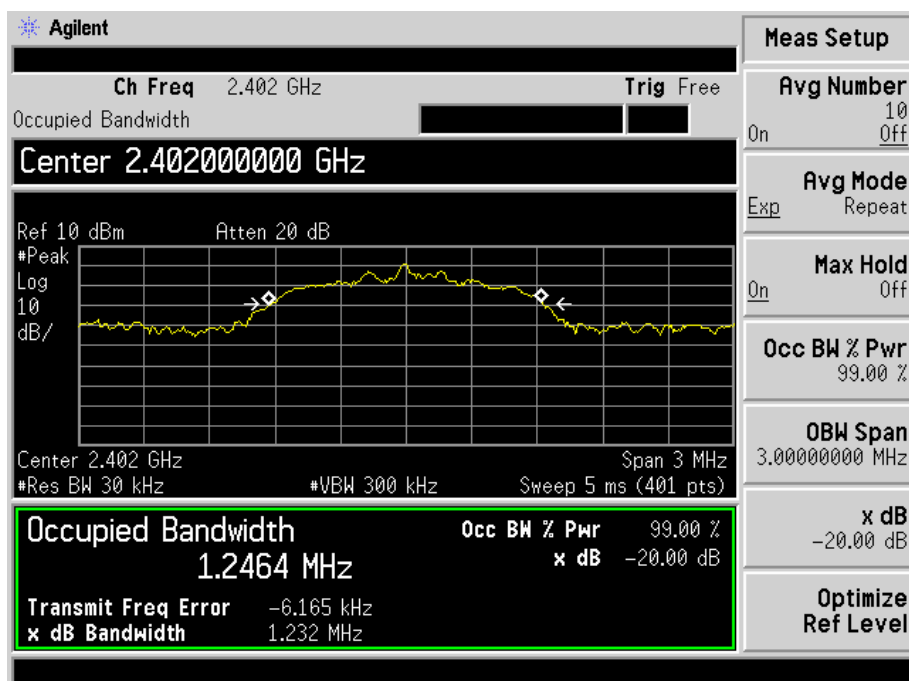 Agilent
Ch Freq 2.402 GHz Trig Free
Occupied Bandwidth
Center 2.402000000 GHz
Ref 10 dBm Atten 20 dB
#Peak
Log
10
dB/
Center 2.402 GHz Span 3 MHz
#Res BW 30 kHz #VBW 300 kHz Sweep 5 ms (401 pts)
Occupied Bandwidth Occ BW % Pwr 99.00 %
1.2464 MHz x dB -20.00 dB
Transmit Freq Error -6.165 kHz
x dB Bandwidth 1.232 MHz
Meas Setup
Avg Number
10
On Off
Avg Mode
Exp Repeat
Max Hold
On Off
Occ BW % Pwr
99.00 %
OBW Span
3.00000000 MHz
x dB
-20.00 dB
Optimize
Ref Level